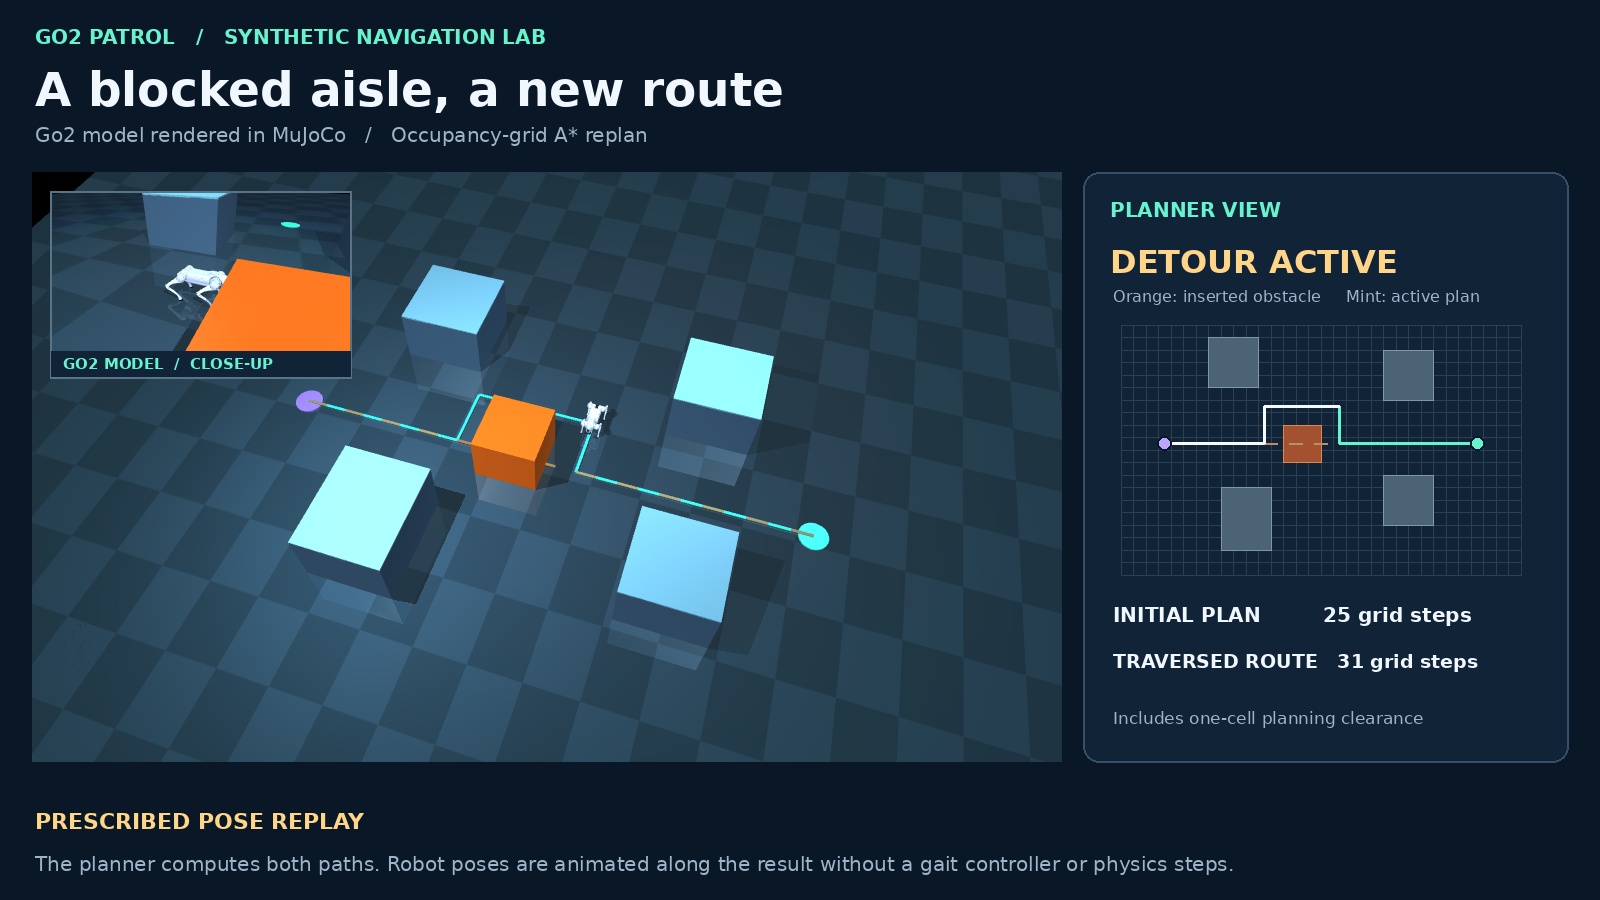 GO2 PATROL / SYNTHETIC NAVIGATION LAB
A blocked aisle, a new route
Go2 model rendered in MuJoCo / Occupancy-grid A* replan
GO2 MODEL / CLOSE-UP
PLANNER VIEW
DETOUR ACTIVE
Orange: inserted obstacle Mint: active plan
INITIAL PLAN 25 grid steps
TRAVERSED ROUTE 31 grid steps
Includes one-cell planning clearance
PRESCRIBED POSE REPLAY
The planner computes both paths. Robot poses are animated along the result without a gait controller or physics steps.